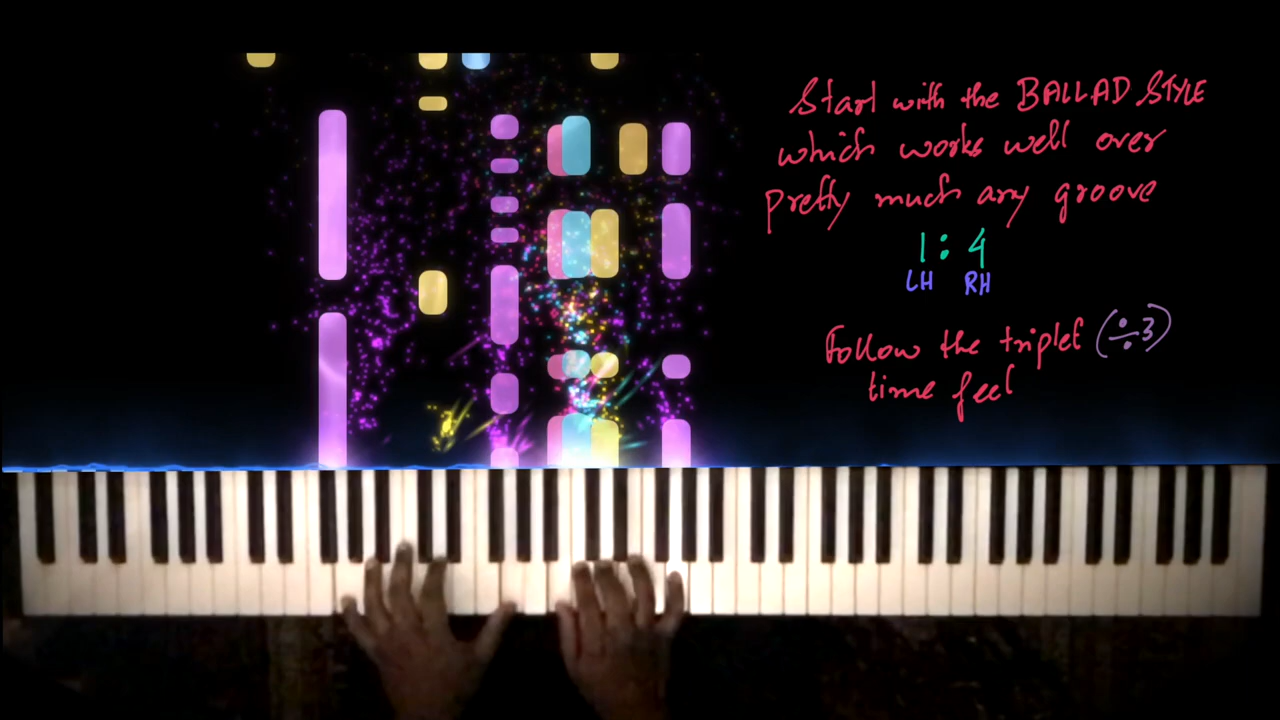 Start with the BALLAD STYLE
which works well over
pretty much any groove
1 : 4
LH RH
Follow the triplet (÷3)
time feel